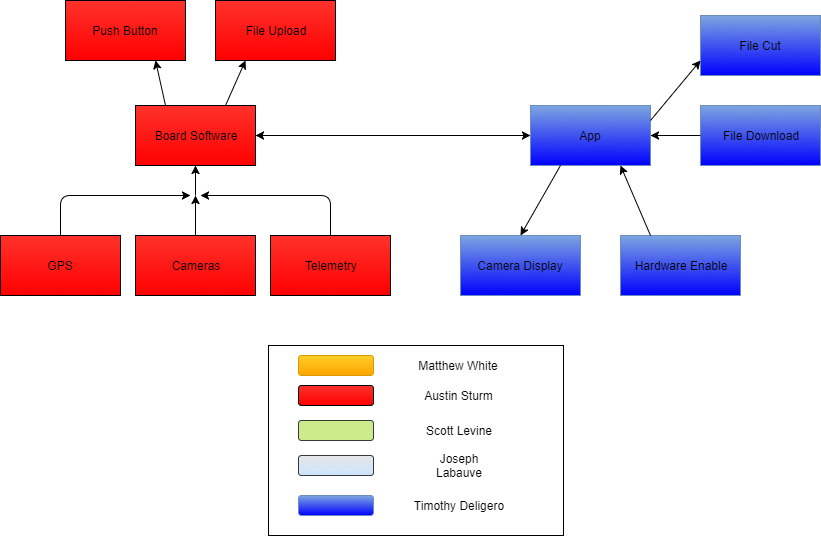 Push Button
File Upload
File Cut
Board Software
App
File Download
GPS
Cameras
Telemetry
Camera Display
Hardware Enable
Matthew White
Austin Sturm
Scott Levine
Joseph
Labauve
Timothy Deligero